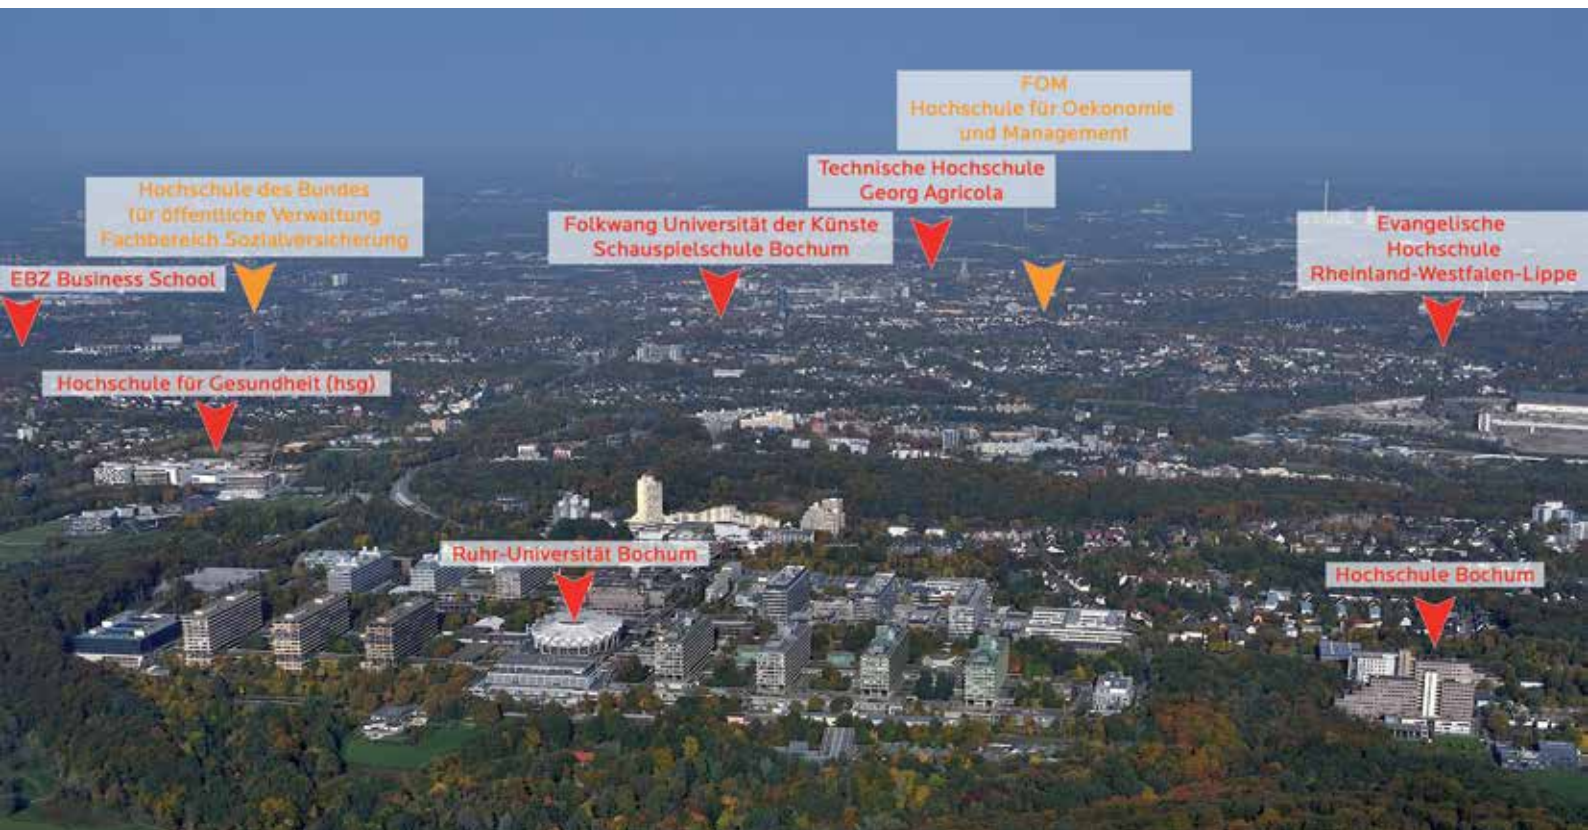 FOM
Hochschule für Oekonomie
und Management
Technische Hochschule
Georg Agricola
Hochschule des Bundes
für öffentliche Verwaltung
Fachbereich Sozialversicherung
Folkwang Universität der Künste
Schauspielschule Bochum
Evangelische
Hochschule
Rheinland-Westfalen-Lippe
EBZ Business School
Hochschule für Gesundheit (hsg)
Ruhr-Universität Bochum
Hochschule Bochum